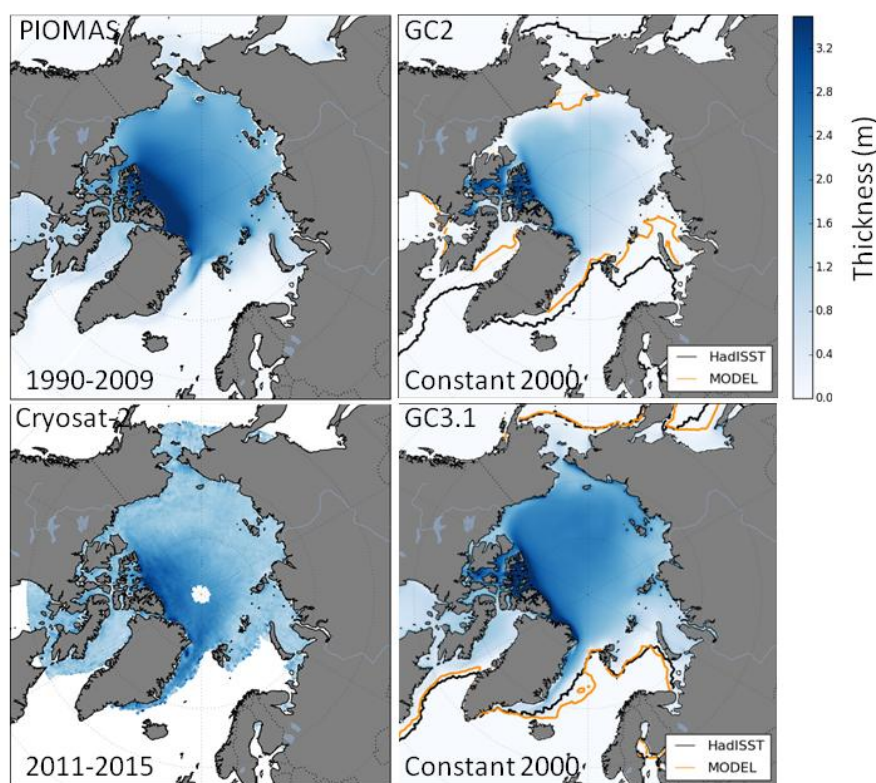 PIOMAS
1990-2009
GC2
HadISST
MODEL
Constant 2000
3.2
2.8
2.4
2.0
1.6
1.2
0.8
0.4
0.0
Thickness (m)
Cryosat-2
2011-2015
GC3.1
HadISST
MODEL
Constant 2000